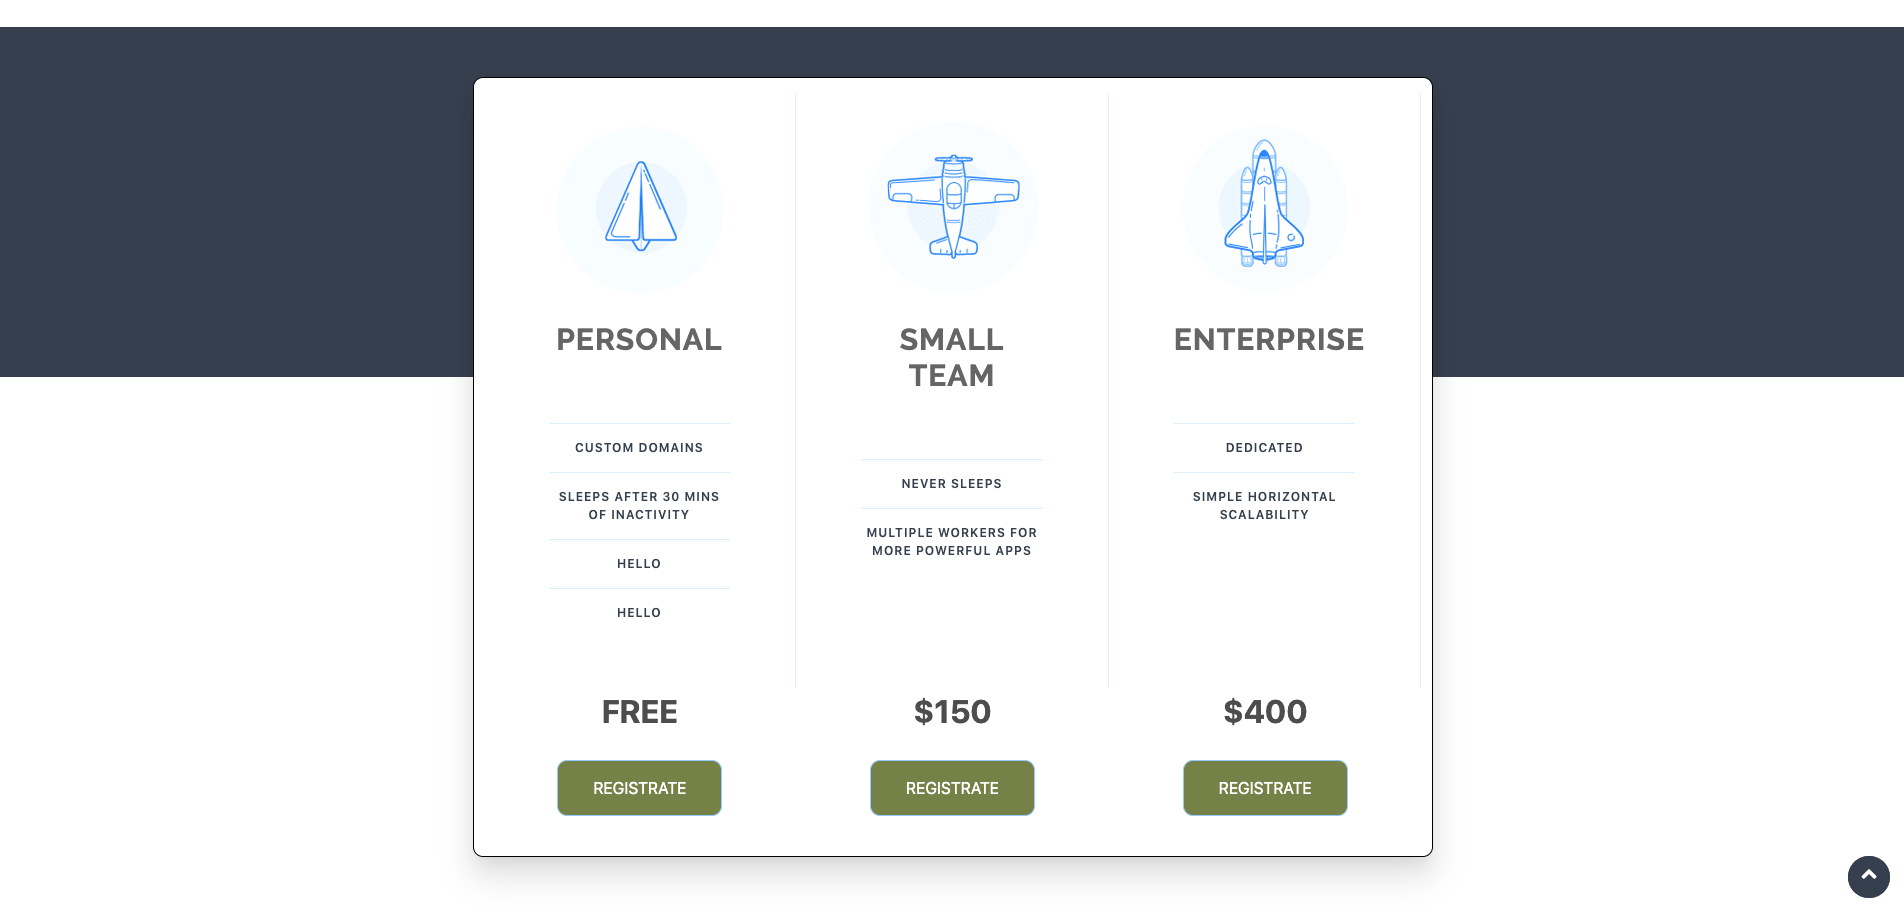 PERSONAL
CUSTOM DOMAINS
SLEEPS AFTER 30 MINS
OF INACTIVITY
HELLO
HELLO
FREE
REGISTRATE
SMALL
TEAM
NEVER SLEEPS
MULTIPLE WORKERS FOR
MORE POWERFUL APPS
$150
REGISTRATE
ENTERPRISE
DEDICATED
SIMPLE HORIZONTAL
SCALABILITY
$400
REGISTRATE